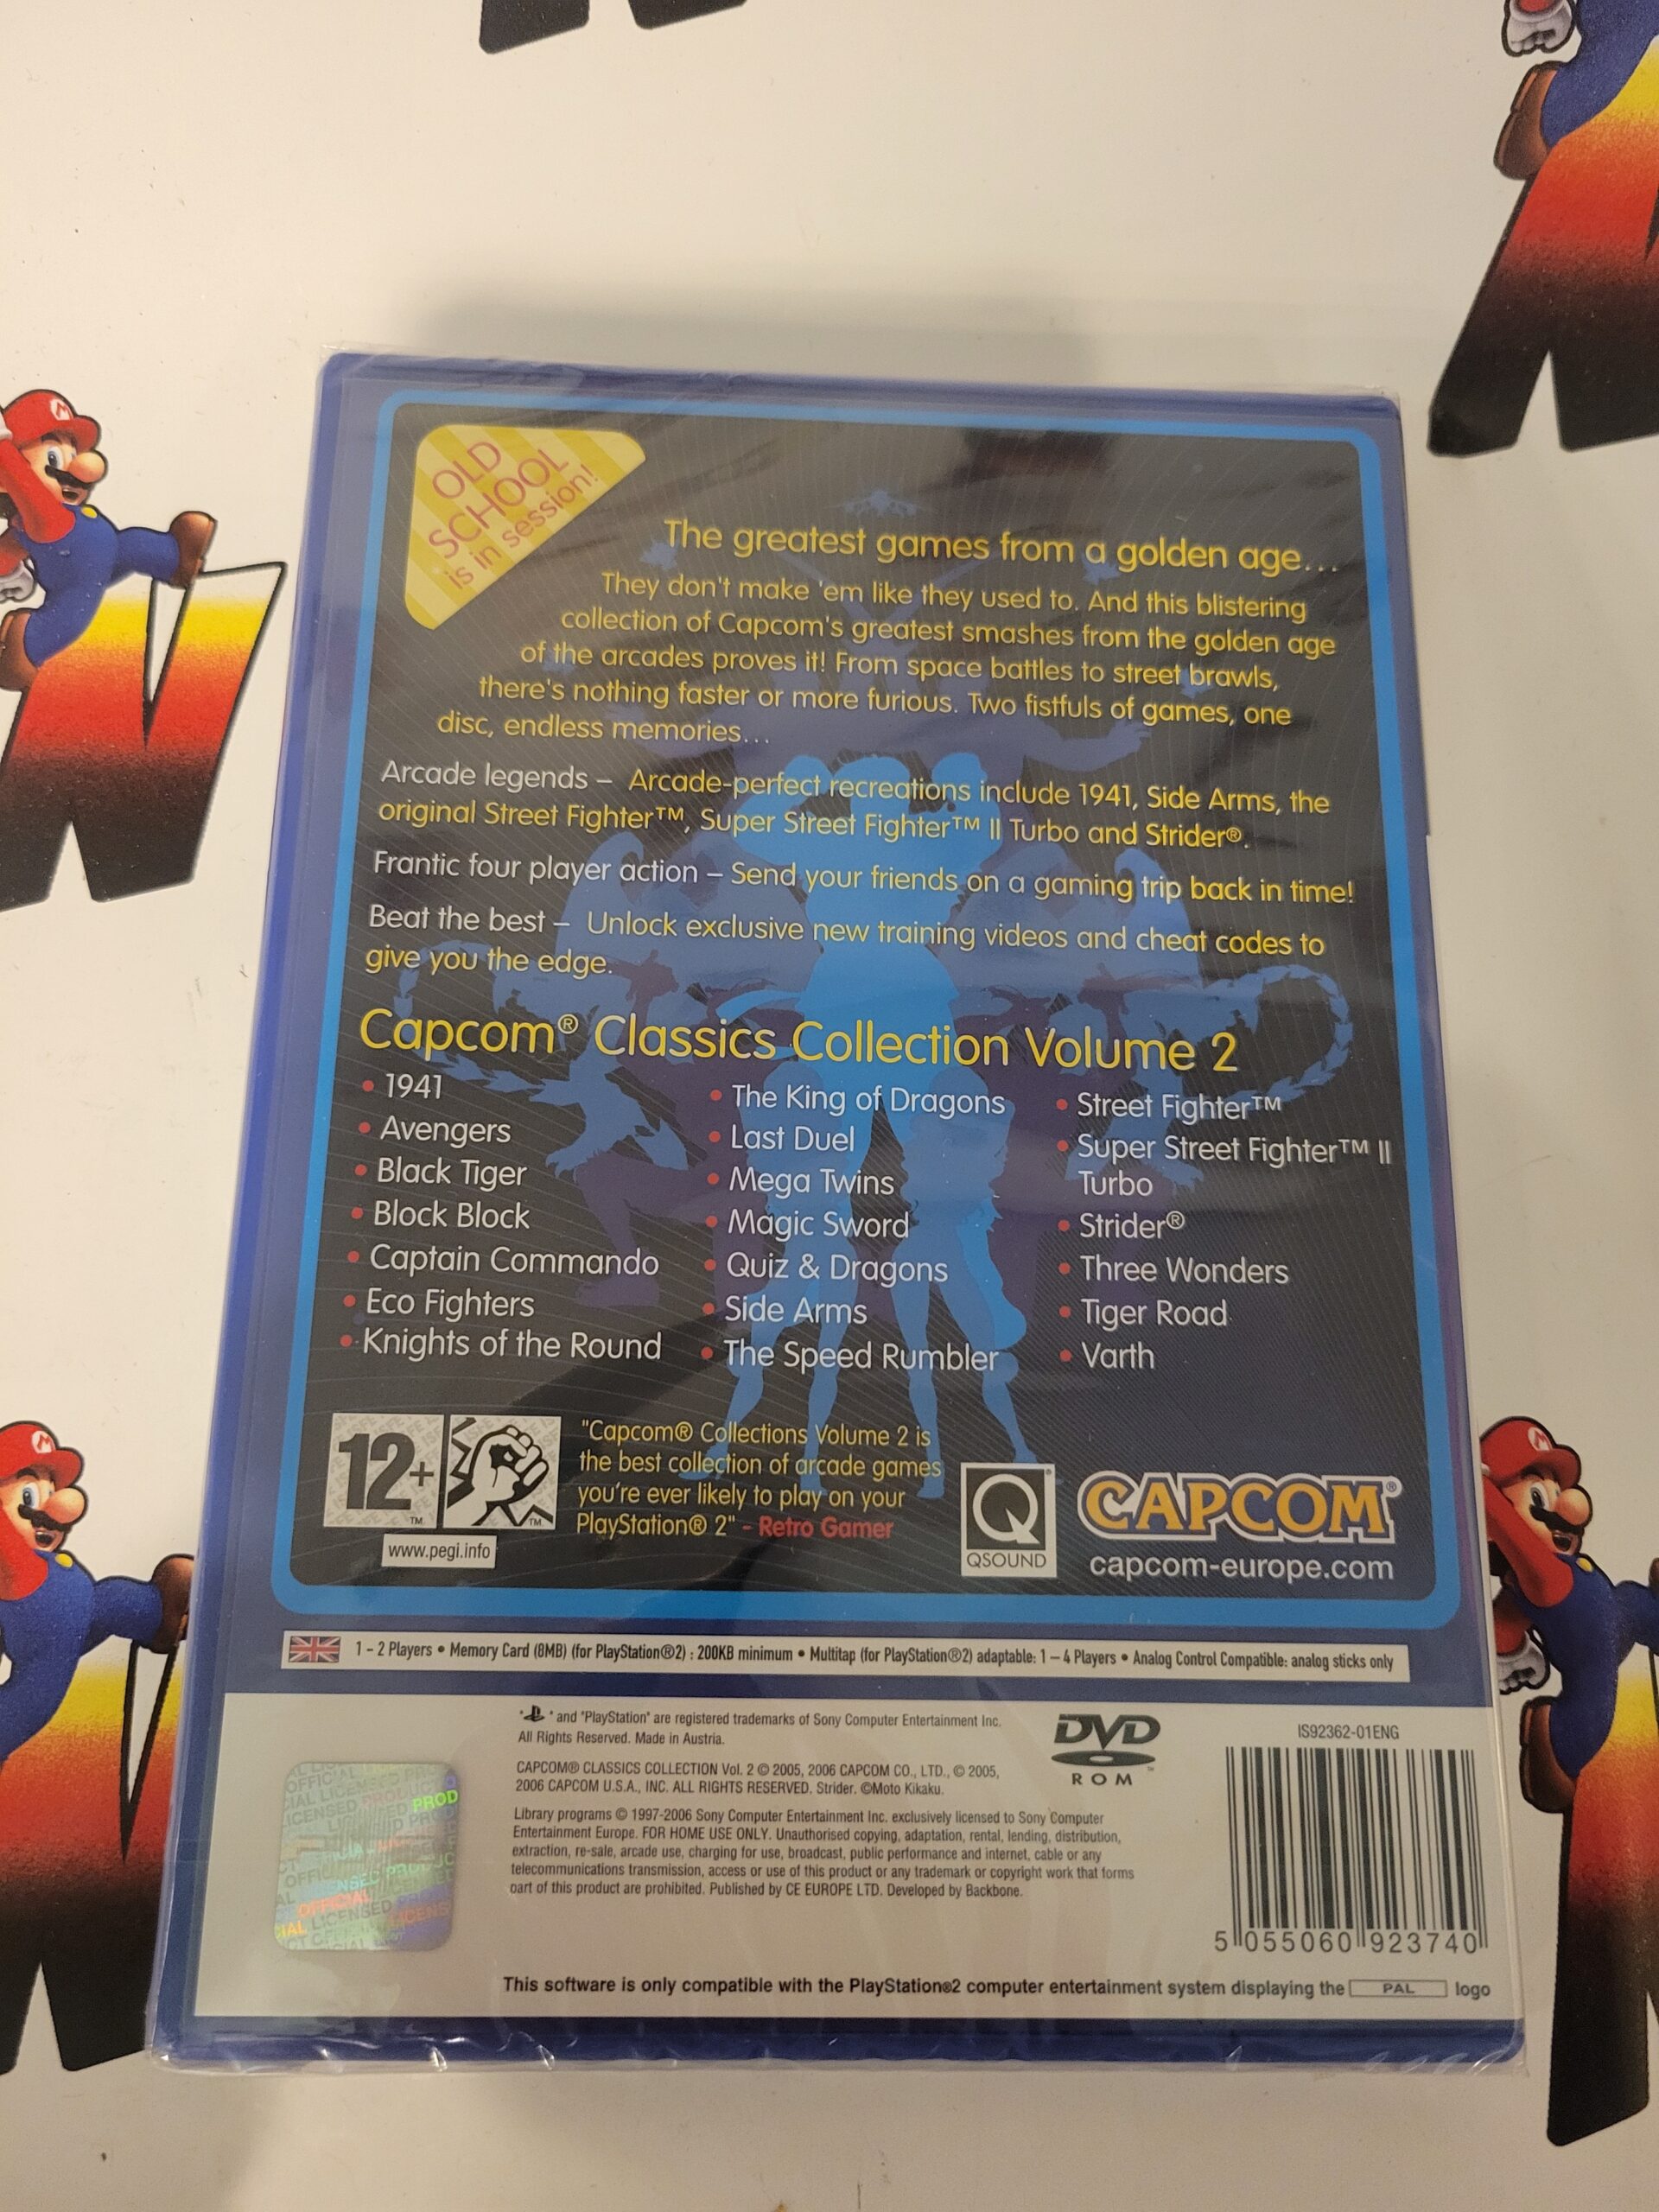 OLD
SCHOOL
is in session!
The greatest games from a golden age...
They don't make 'em like they used to. And this blistering
collection of Capcom's greatest smashes from the golden age
of the arcades proves it! From space battles to street brawls,
there's nothing faster or more furious. Two fistfuls of games, one
disc, endless memories...
Arcade legends – Arcade-perfect recreations include 1941, Side Arms, the
original Street Fighter™, Super Street Fighter™ II Turbo and Strider®.
Frantic four player action – Send your friends on a gaming trip back in time!
Beat the best – Unlock exclusive new training videos and cheat codes to
give you the edge.
Capcom® Classics Collection Volume 2
• 1941
• Avengers
• Black Tiger
• Block Block
• Captain Commando
• Eco Fighters
• Knights of the Round
• The King of Dragons
• Last Duel
• Mega Twins
• Magic Sword
• Quiz & Dragons
• Side Arms
• The Speed Rumbler
• Street Fighter™
• Super Street Fighter™ II
Turbo
• Strider®
• Three Wonders
• Tiger Road
• Varth
12+™
™
www.pegi.info
"Capcom® Collections Volume 2 is
the best collection of arcade games
you're ever likely to play on your
PlayStation® 2" - Retro Gamer
Q®
QSOUND
CAPCOM®
capcom-europe.com
1 – 2 Players • Memory Card (8MB) (for PlayStation®2) : 200KB minimum • Multitap (for PlayStation®2) adaptable: 1 – 4 Players • Analog Control Compatible: analog sticks only
" " and "PlayStation" are registered trademarks of Sony Computer Entertainment Inc.
All Rights Reserved. Made in Austria.
CAPCOM® CLASSICS COLLECTION Vol. 2 © 2005, 2006 CAPCOM CO., LTD., © 2005,
2006 CAPCOM U.S.A., INC. ALL RIGHTS RESERVED. Strider. ©Moto Kikaku.
Library programs © 1997-2006 Sony Computer Entertainment Inc. exclusively licensed to Sony Computer
Entertainment Europe. FOR HOME USE ONLY. Unauthorised copying, adaptation, rental, lending, distribution,
extraction, re-sale, arcade use, charging for use, broadcast, public performance and internet, cable or any
telecommunications transmission, access or use of this product or any trademark or copyright work that forms
part of this product are prohibited. Published by CE EUROPE LTD. Developed by Backbone.
DVD
ROM™
IS92362-01ENG
5 055060 923740
This software is only compatible with the PlayStation®2 computer entertainment system displaying the PAL logo